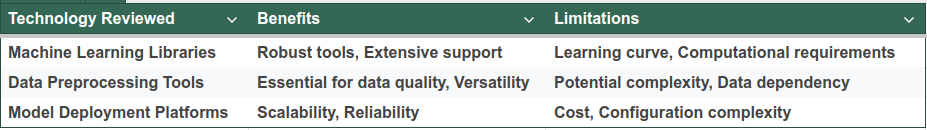 Technology Reviewed Benefits Limitations
Machine Learning Libraries Robust tools, Extensive support Learning curve, Computational requirements
Data Preprocessing Tools Essential for data quality, Versatility Potential complexity, Data dependency
Model Deployment Platforms Scalability, Reliability Cost, Configuration complexity